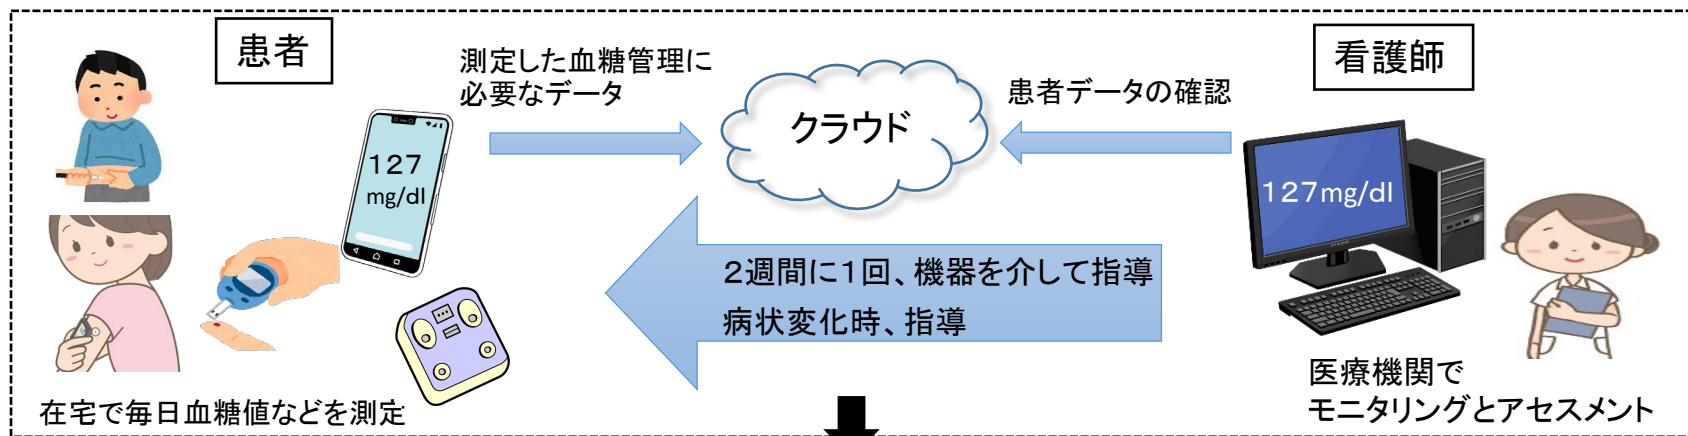 患者
測定した血糖管理に
必要なデータ
クラウド
患者データの確認
看護師
127
mg/dl
127mg/dl
2週間に1回、機器を介して指導
病状変化時、指導
在宅で毎日血糖値などを測定
医療機関で
モニタリングとアセスメント